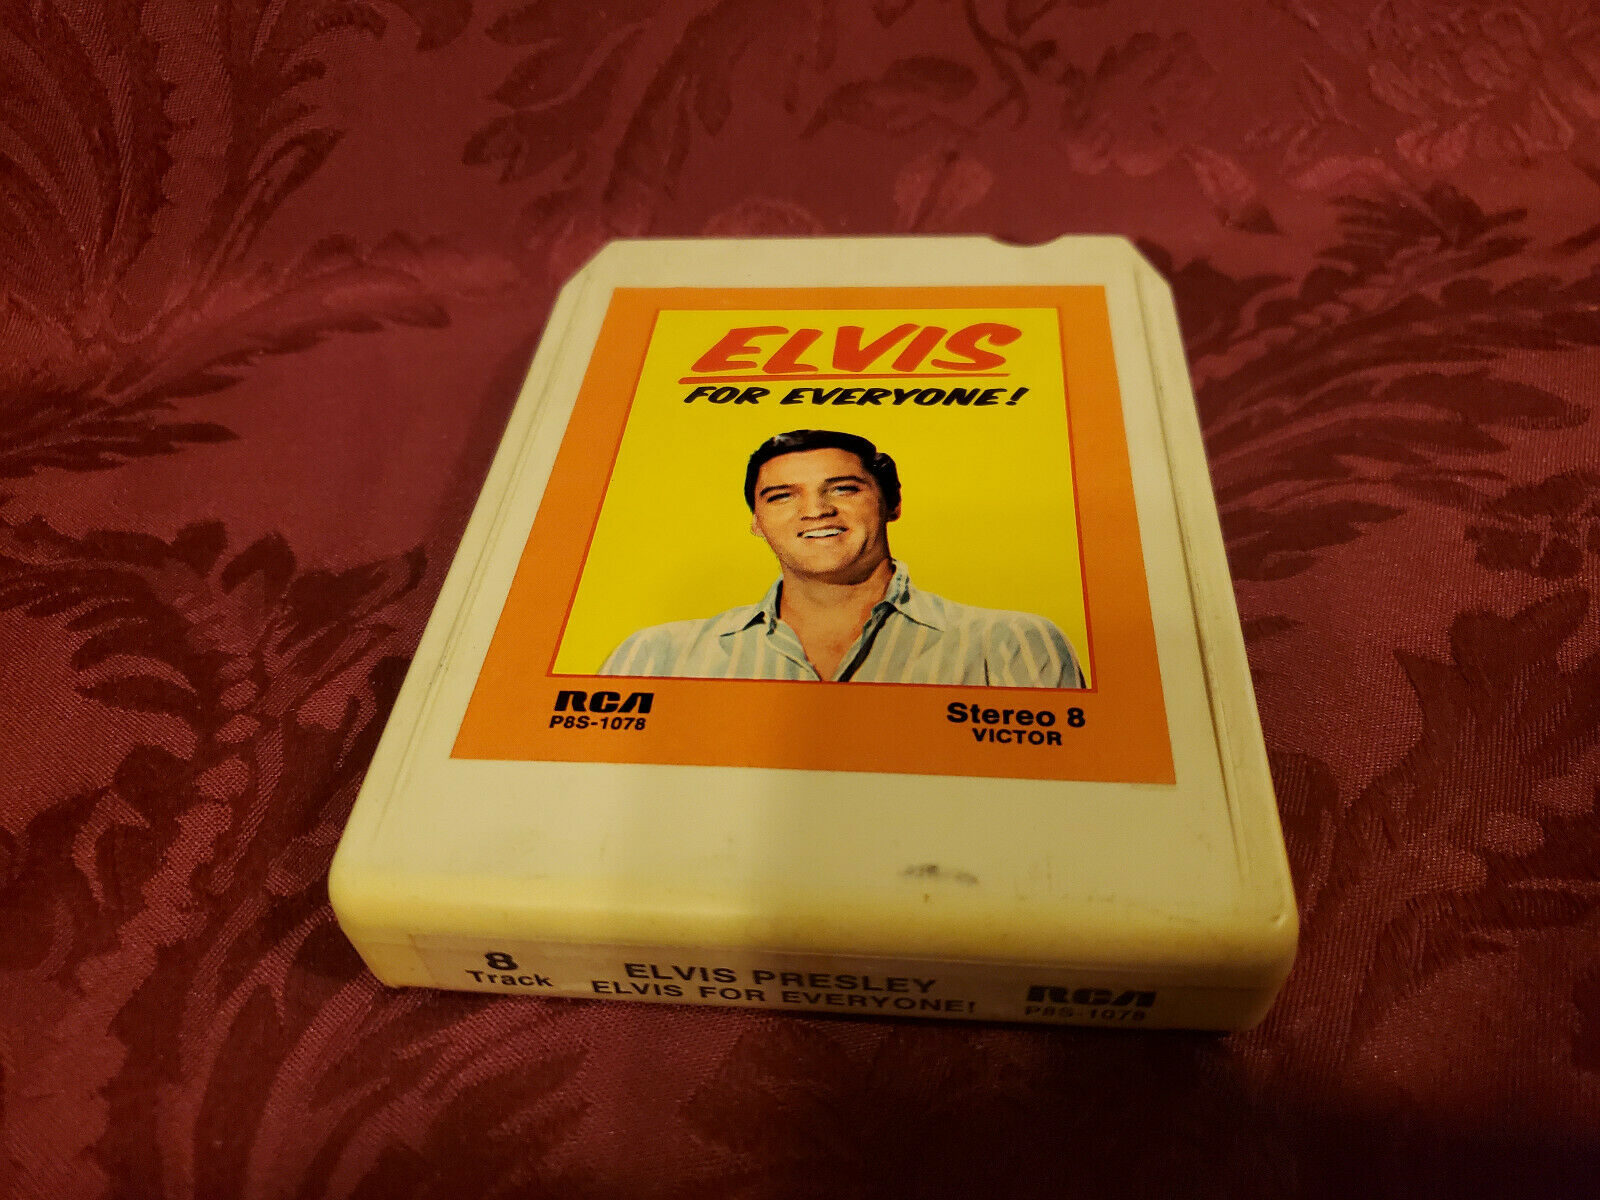 ELVIS
FOR EVERYONE!
RCA
P8S-1078
Stereo 8
VICTOR
8
Track
ELVIS PRESLEY
ELVIS FOR EVERYONE!
RCA
P8S-1078